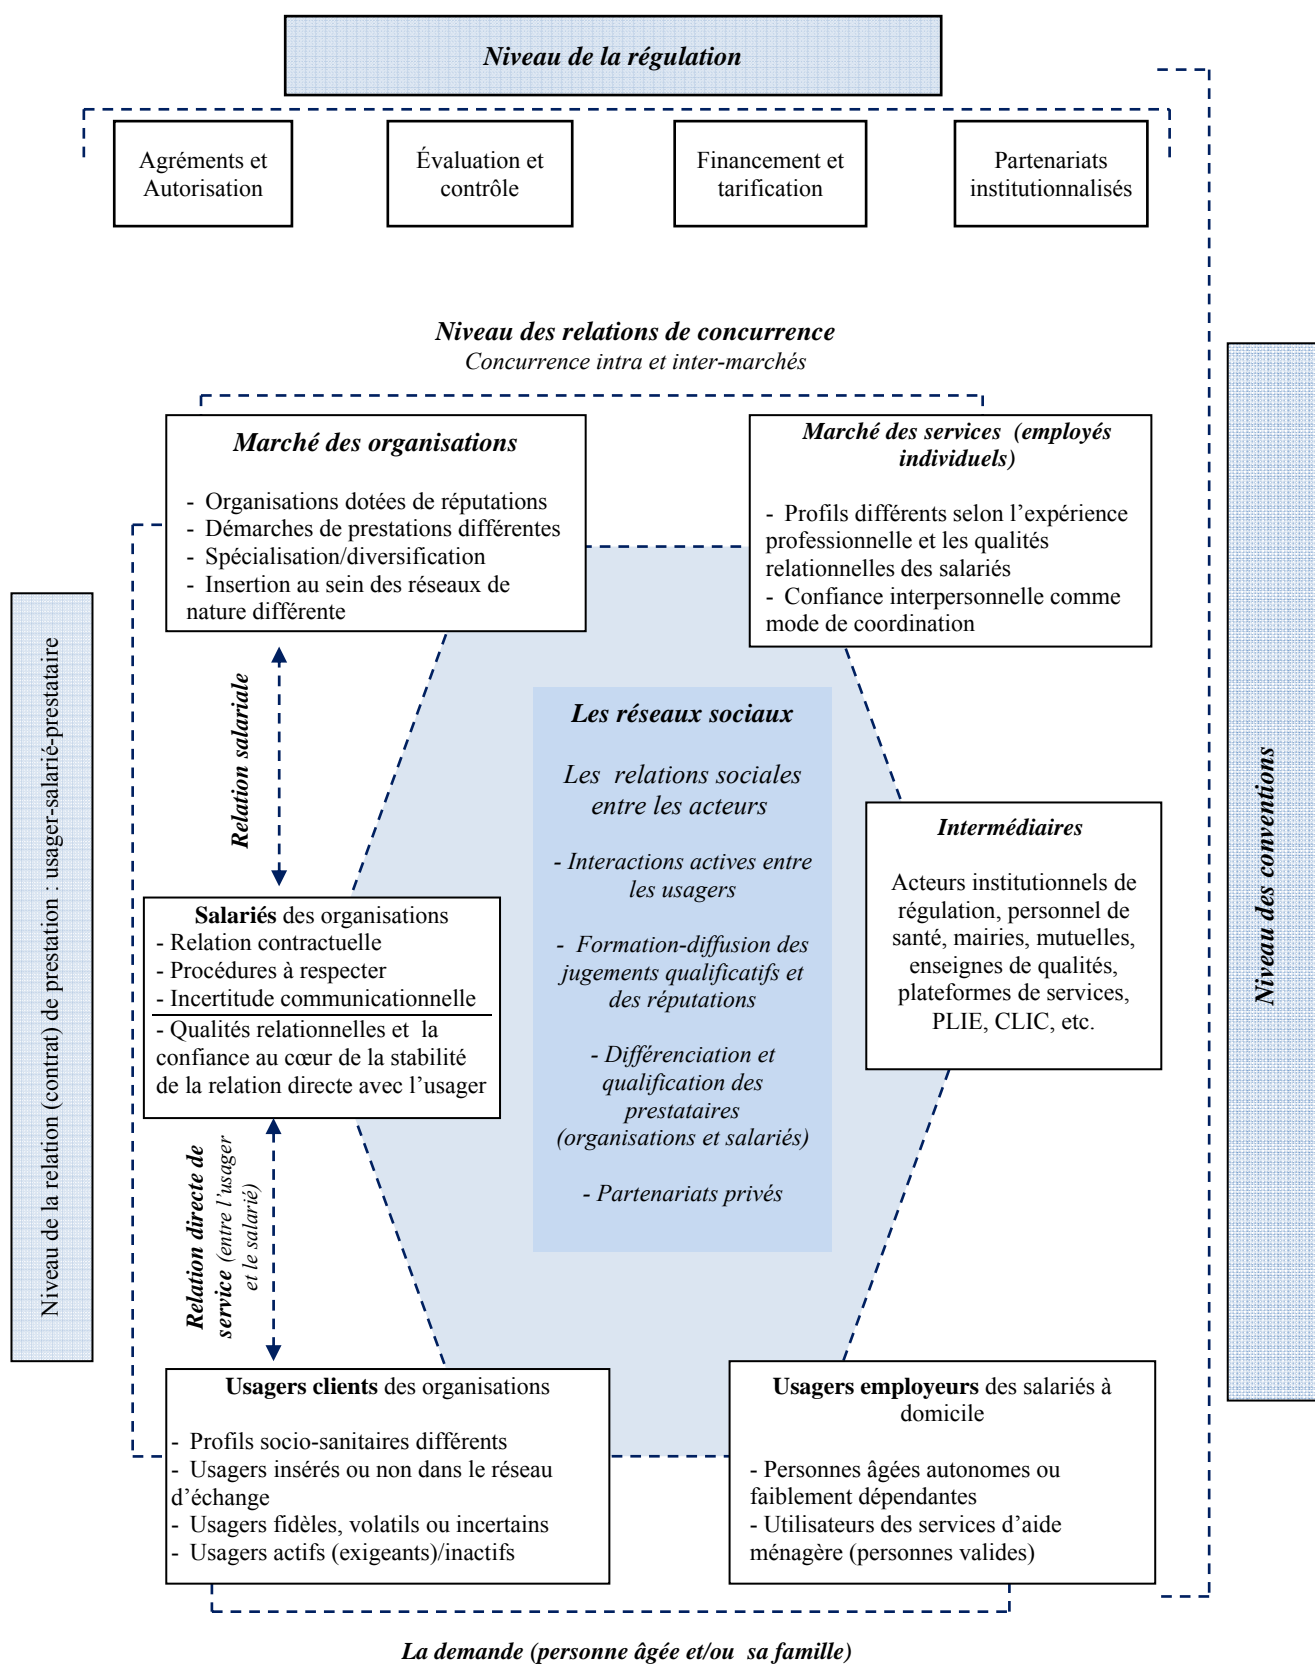 Niveau de la régulation
Agréments et
Autorisation
Évaluation et
contrôle
Financement et
tarification
Partenariats
institutionnalisés
Niveau des relations de concurrence
Concurrence intra et inter-marchés
Marché des organisations
- Organisations dotées de réputations
- Démarches de prestations différentes
- Spécialisation/diversification
- Insertion au sein des réseaux de
nature différente
Marché des services (employés
individuels)
- Profils différents selon l’expérience
professionnelle et les qualités
relationnelles des salariés
- Confiance interpersonnelle comme
mode de coordination
Niveau de la relation (contrat) de prestation : usager-salarié-prestataire
Relation salariale
Les réseaux sociaux
Les relations sociales
entre les acteurs
- Interactions actives entre
les usagers
- Formation-diffusion des
jugements qualificatifs et
des réputations
- Différenciation et
qualification des
prestataires
(organisations et salariés)
- Partenariats privés
Intermédiaires
Acteurs institutionnels de
régulation, personnel de
santé, mairies, mutuelles,
enseignes de qualités,
plateformes de services,
PLIE, CLIC, etc.
Niveau des conventions
Salariés des organisations
- Relation contractuelle
- Procédures à respecter
- Incertitude communicationnelle
- Qualités relationnelles et la
confiance au cœur de la stabilité
de la relation directe avec l’usager
Relation directe de
service (entre l’usager
et le salarié)
Usagers clients des organisations
- Profils socio-sanitaires différents
- Usagers insérés ou non dans le réseau
d’échange
- Usagers fidèles, volatils ou incertains
- Usagers actifs (exigeants)/inactifs
Usagers employeurs des salariés à
domicile
- Personnes âgées autonomes ou
faiblement dépendantes
- Utilisateurs des services d’aide
ménagère (personnes valides)
La demande (personne âgée et/ou sa famille)